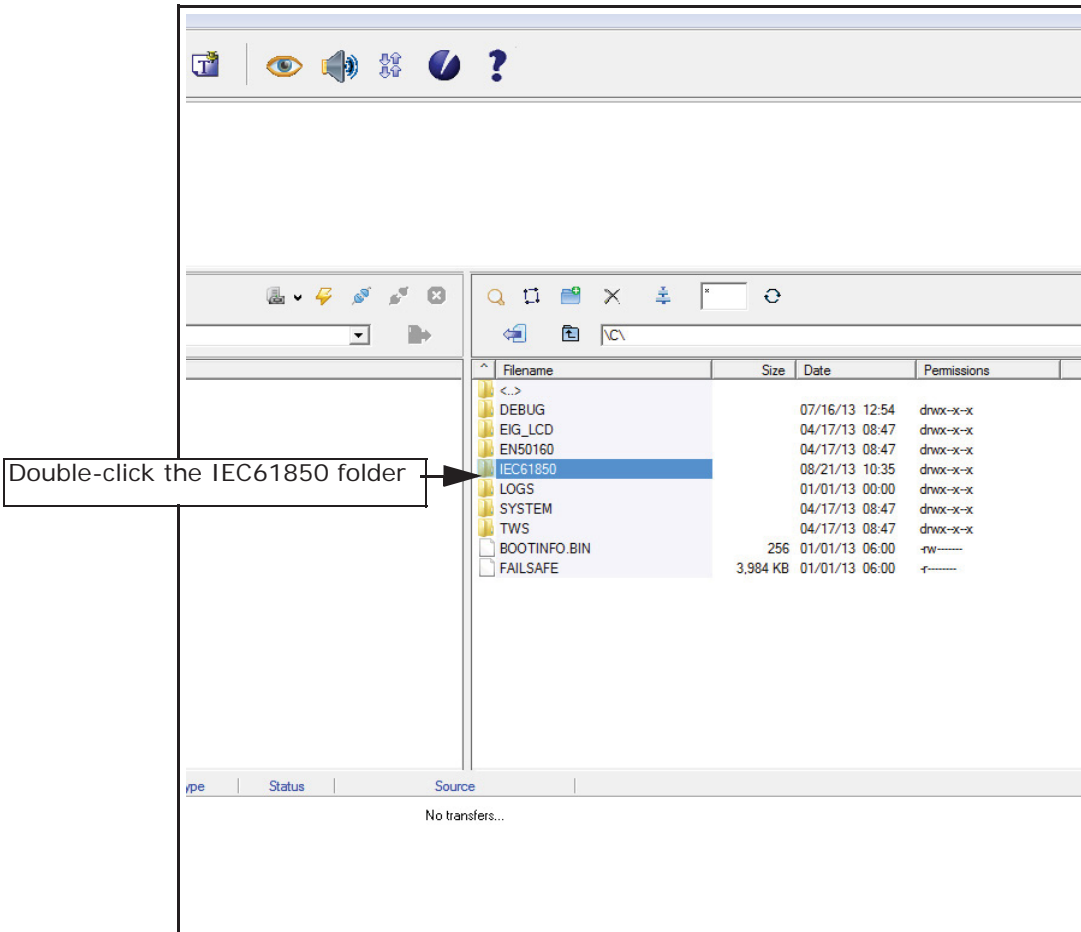 *
\C\
^ Filename Size Date Permissions
<..>
DEBUG 07/16/13 12:54 drwx--x--x
EIG_LCD 04/17/13 08:47 drwx--x--x
EN50160 04/17/13 08:47 drwx--x--x
Double-click the IEC61850 folder
IEC61850 08/21/13 10:35 drwx--x--x
LOGS 01/01/13 00:00 drwx--x--x
SYSTEM 04/17/13 08:47 drwx--x--x
TWS 04/17/13 08:47 drwx--x--x
BOOTINFO.BIN 256 01/01/13 06:00 -rw-------
FAILSAFE 3,984 KB 01/01/13 06:00 -r--------
ype Status Source
No transfers...